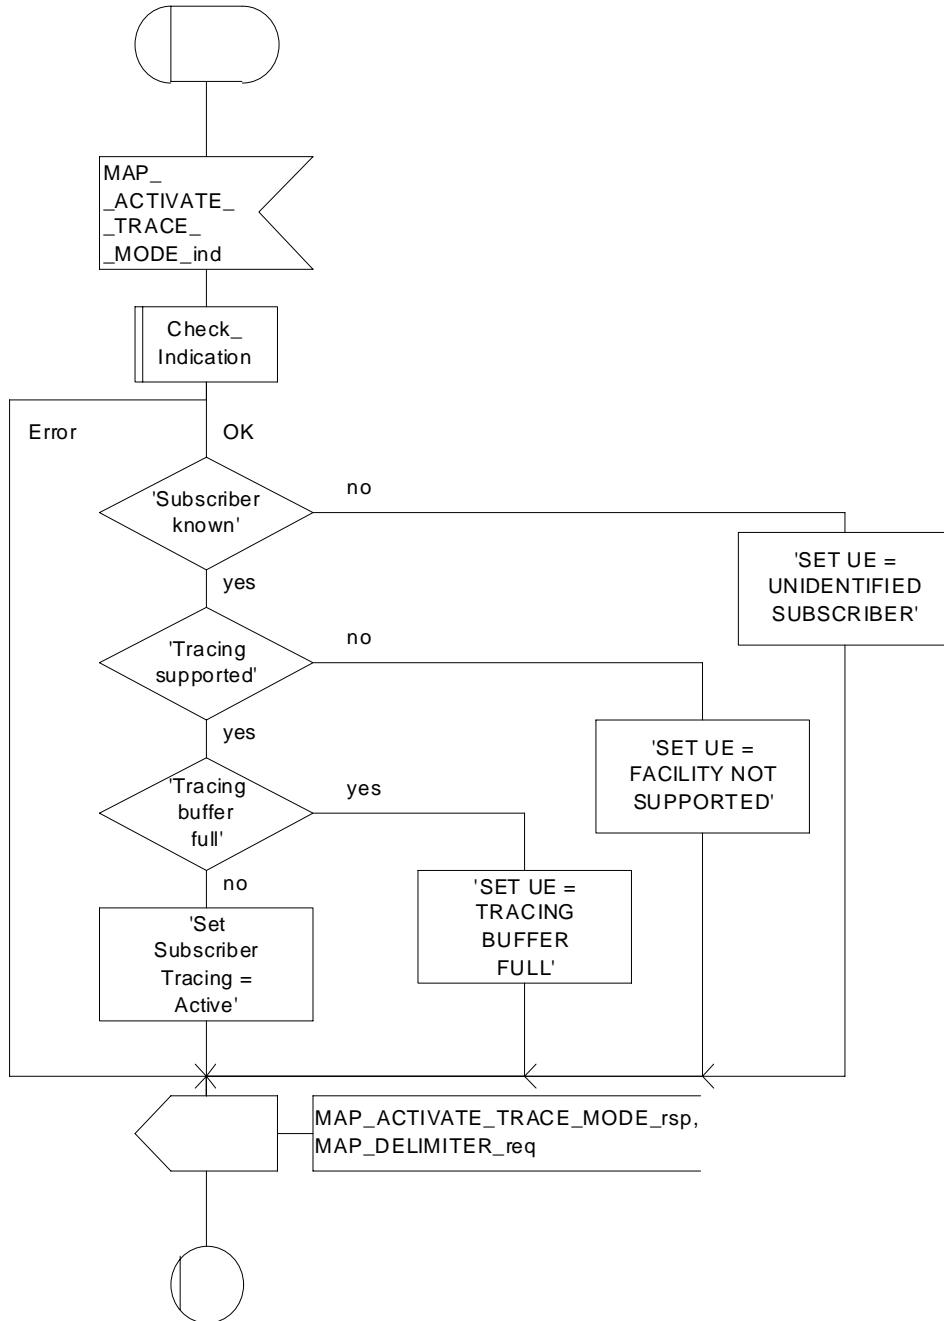 MAP_
_ACTIVATE_
_TRACE_
_MODE_ind
Check_
Indication
Error
OK
'Subscriber
known'
no
'SET UE =
UNIDENTIFIED
SUBSCRIBER'
yes
'Tracing
supported'
no
'SET UE =
FACILITY NOT
SUPPORTED'
yes
'Tracing
buffer
full'
yes
'SET UE =
TRACING
BUFFER
FULL'
no
'Set
Subscriber
Tracing =
Active'
MAP_ACTIVATE_TRACE_MODE_rsp,
MAP_DELIMITER_req